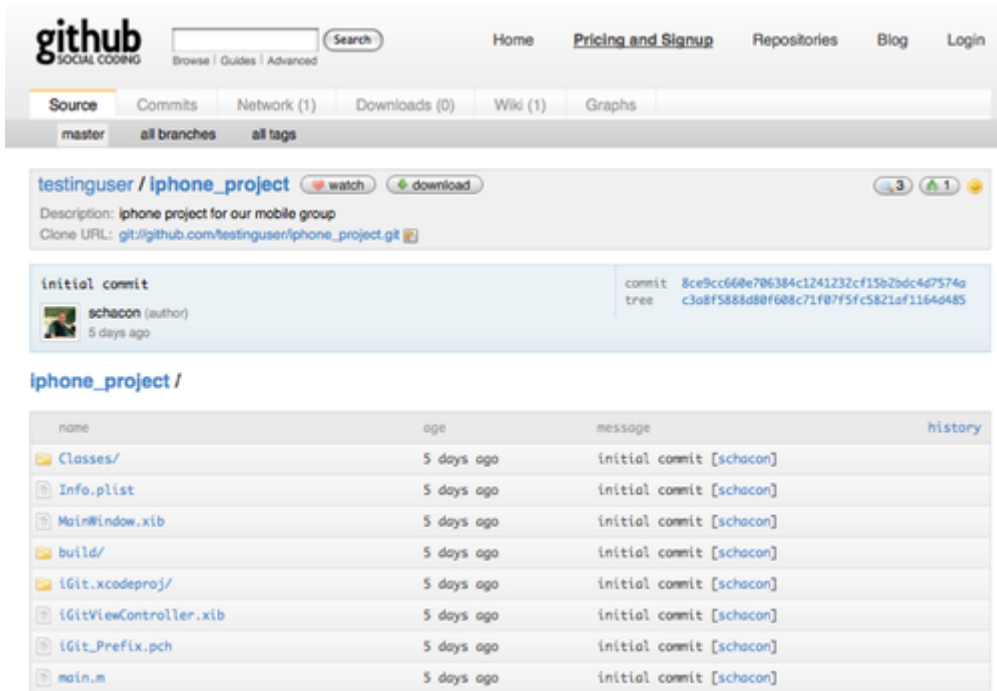 github
SOCIAL CODING
Search
Home Pricing and Signup Repositories Blog Login
Browse | Guides | Advanced
Source Commits Network (1) Downloads (0) Wiki (1) Graphs
master all branches all tags
testinguser / iphone_project watch download 3 1
Description: iphone project for our mobile group
Clone URL: git://github.com/testinguser/iphone_project.git
initial commit
schacon (author)
5 days ago
commit 8ce9cc660e706384c1241232cf15b2bdc4d7574a
tree c3a8f5888d80f608c71f07f5fc5821af1164d485
iphone_project /
name age message history
Classes/ 5 days ago initial commit [schacon]
Info.plist 5 days ago initial commit [schacon]
MainWindow.xib 5 days ago initial commit [schacon]
build/ 5 days ago initial commit [schacon]
iGit.xcodeproj/ 5 days ago initial commit [schacon]
iGitViewController.xib 5 days ago initial commit [schacon]
iGit_Prefix.pch 5 days ago initial commit [schacon]
main.m 5 days ago initial commit [schacon]